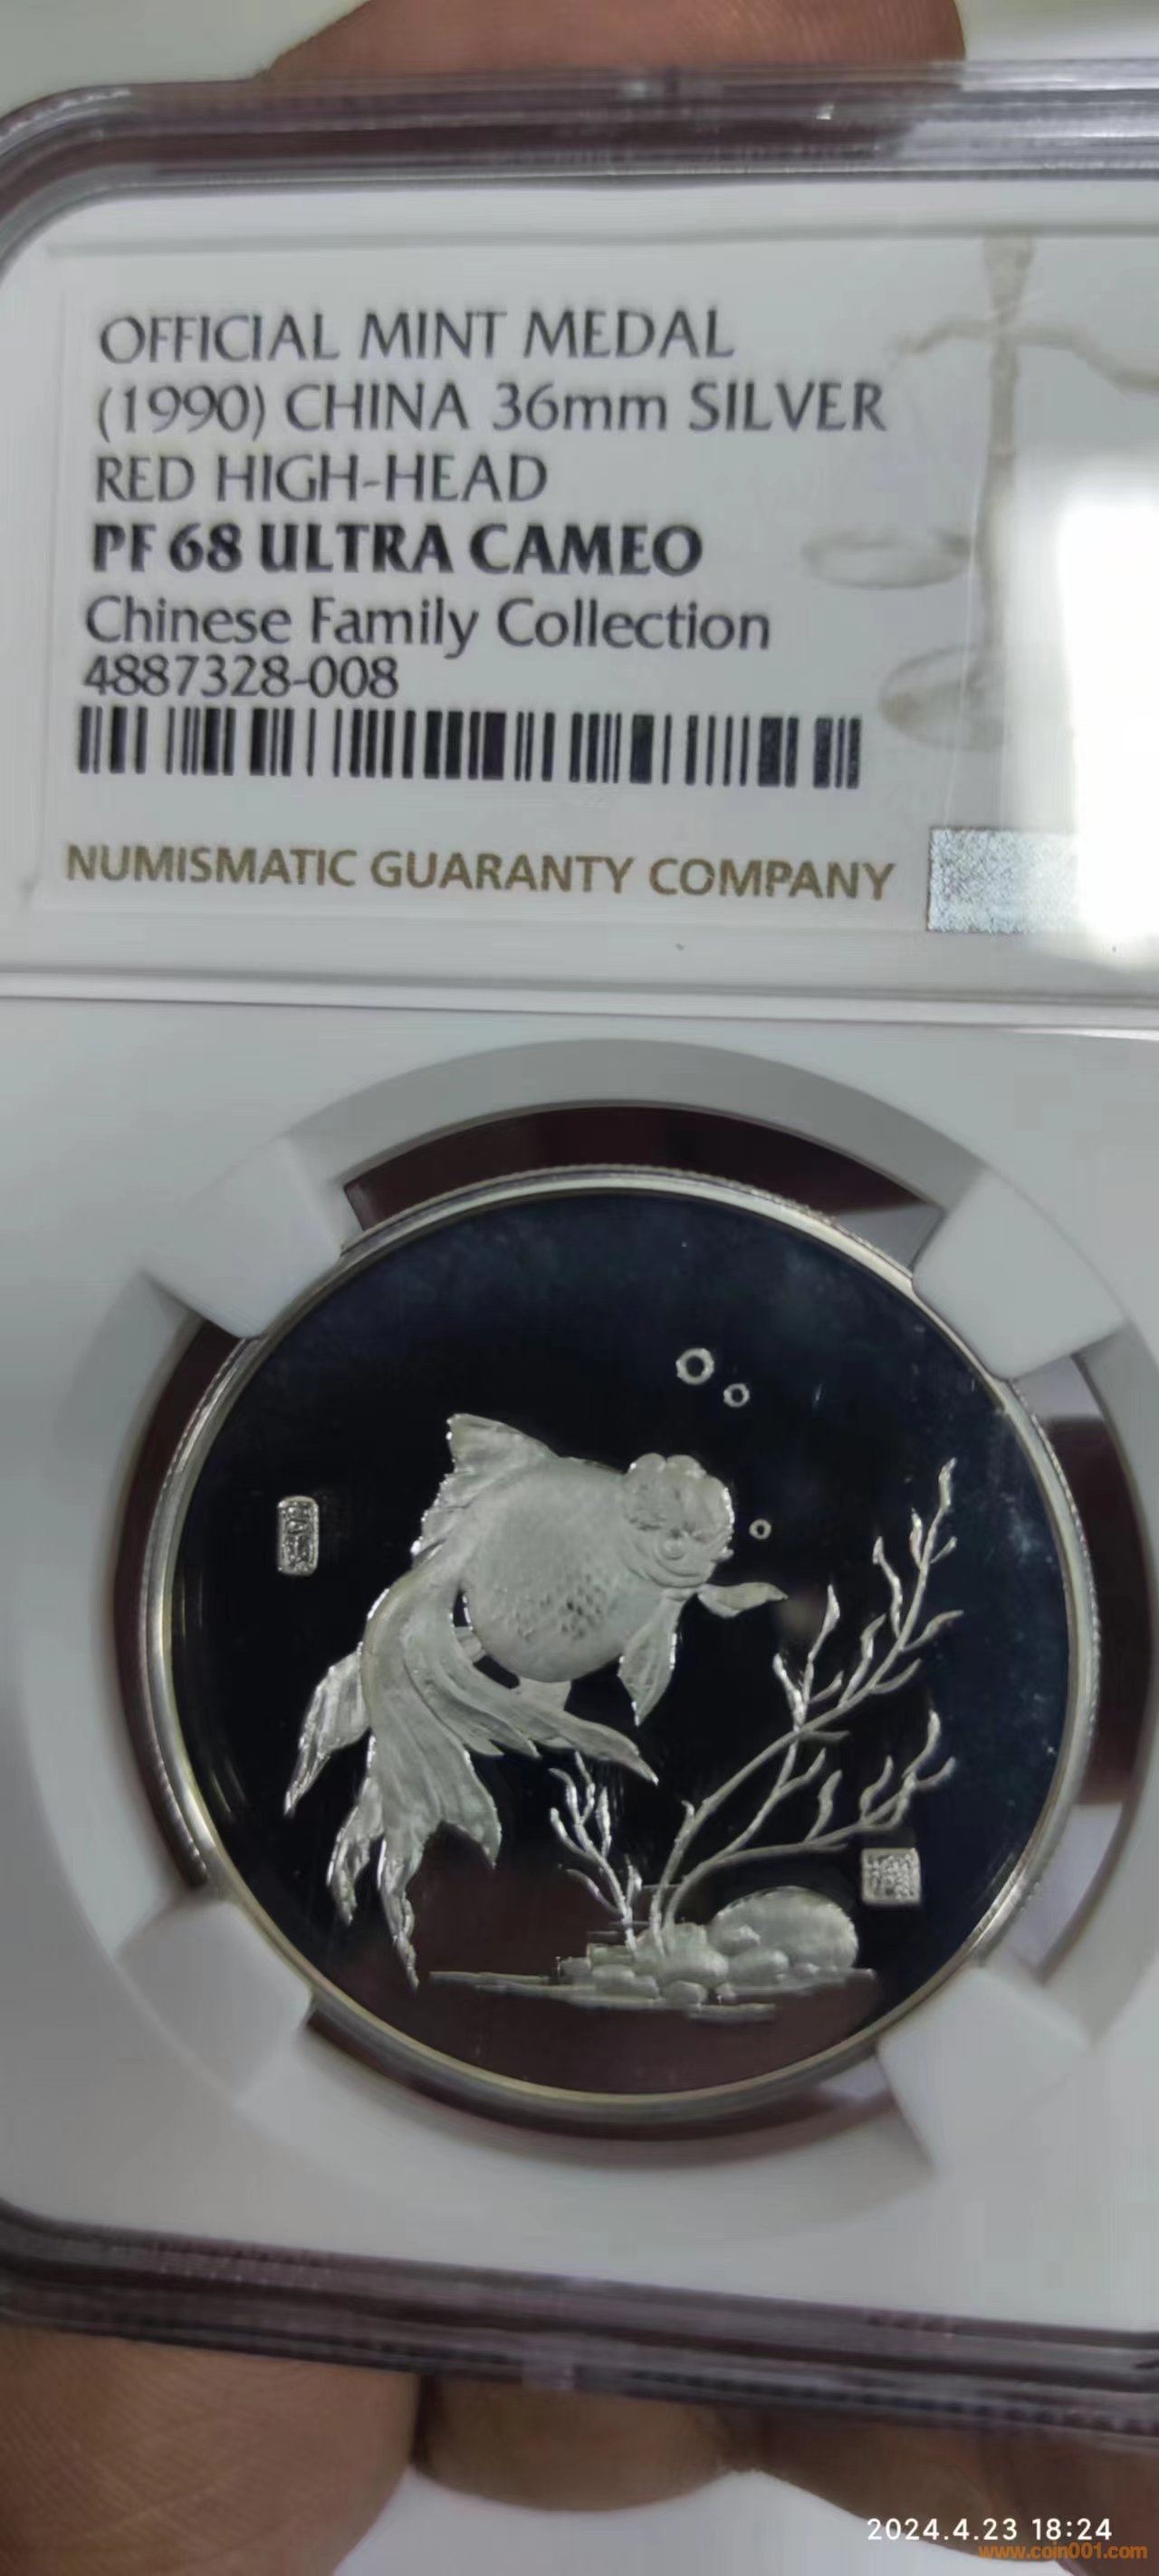 OFFICIAL MINT MEDAL
(1990) CHINA 36mm SILVER
RED HIGH-HEAD
PF 68 ULTRA CAMEO
Chinese Family Collection
4887328-008
NUMISMATIC GUARANTY COMPANY
2024.4.23 18:24
www.coin001.com